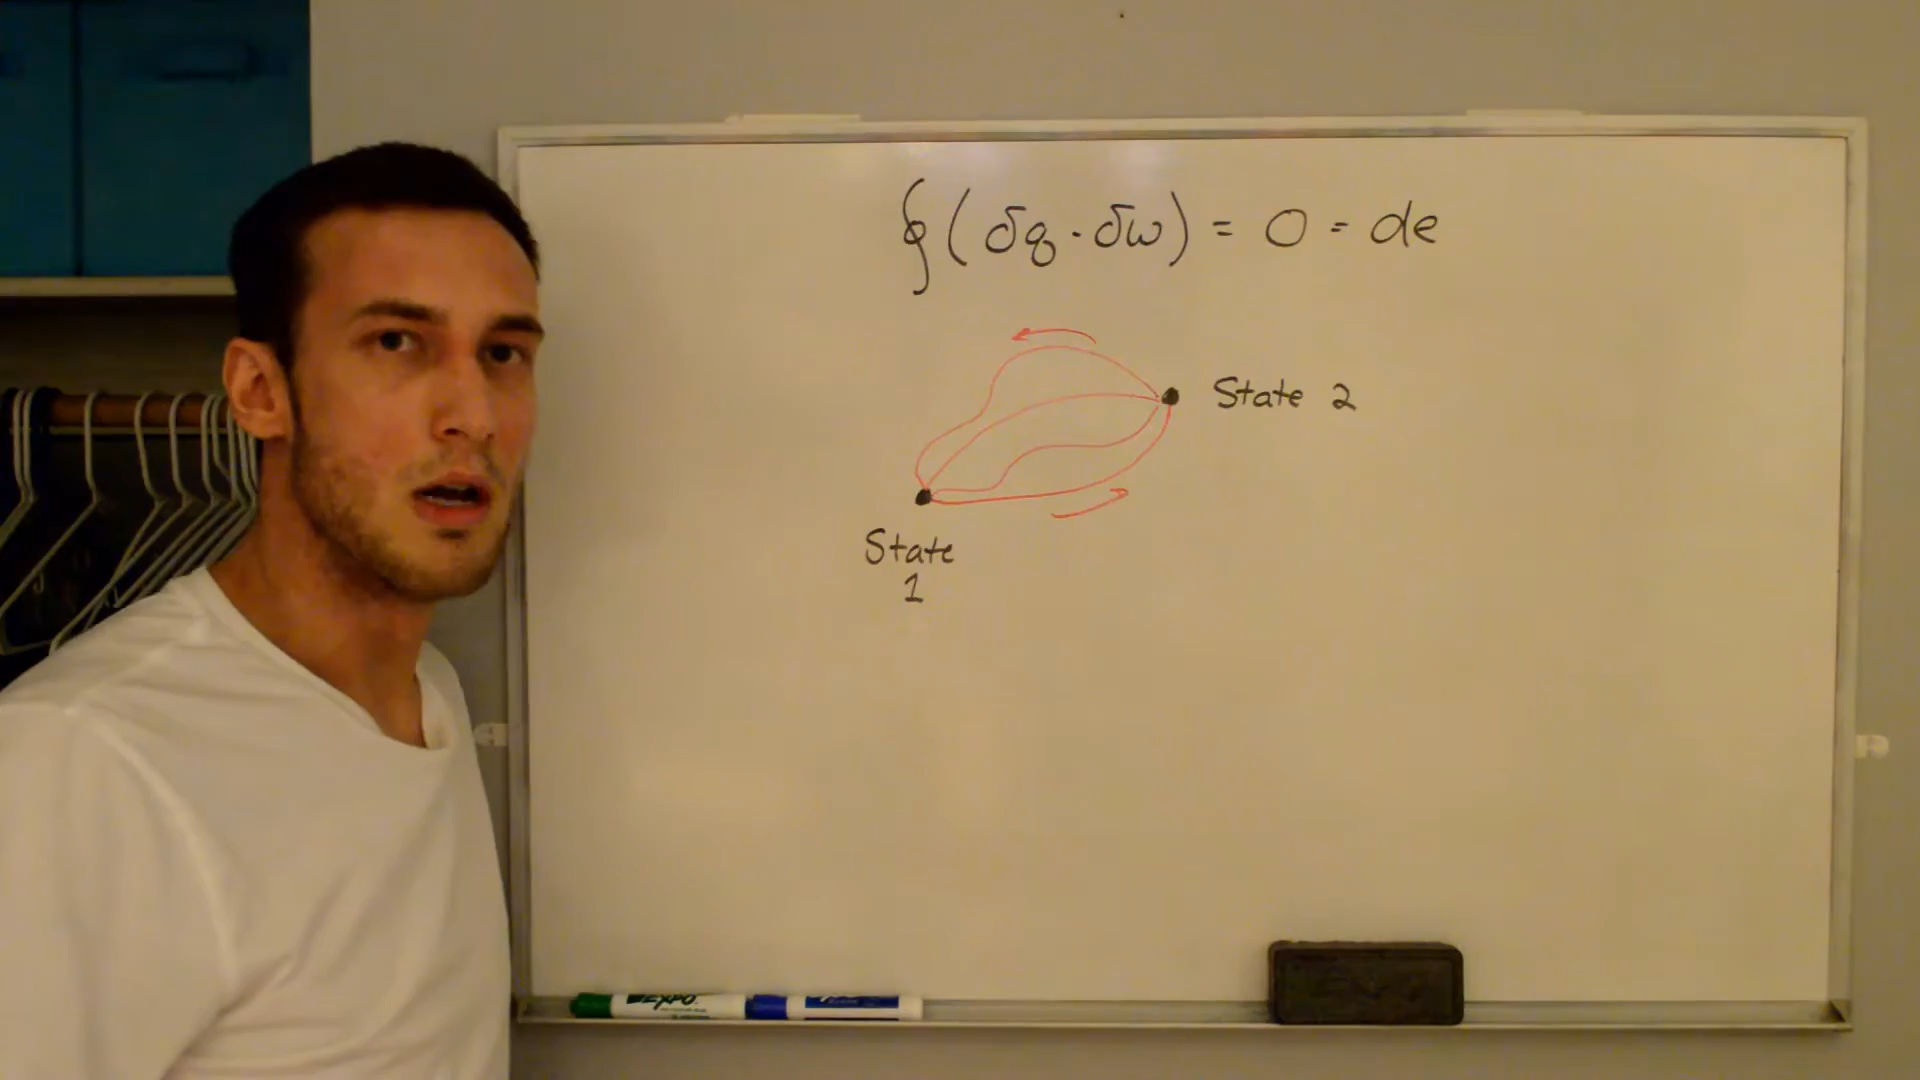 ∮(δq - δw) = 0 = de
State 2
State
1
EXPO